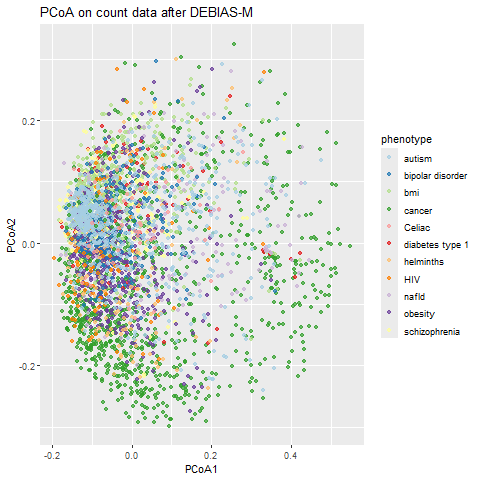 PCoA on count data after DEBIAS-M
PCoA2
0.2
0.0
-0.2
-0.2
0.0
0.2
0.4
PCoA1
phenotype
autism
bipolar disorder
bmi
cancer
Celiac
diabetes type 1
helminths
HIV
nafld
obesity
schizophrenia